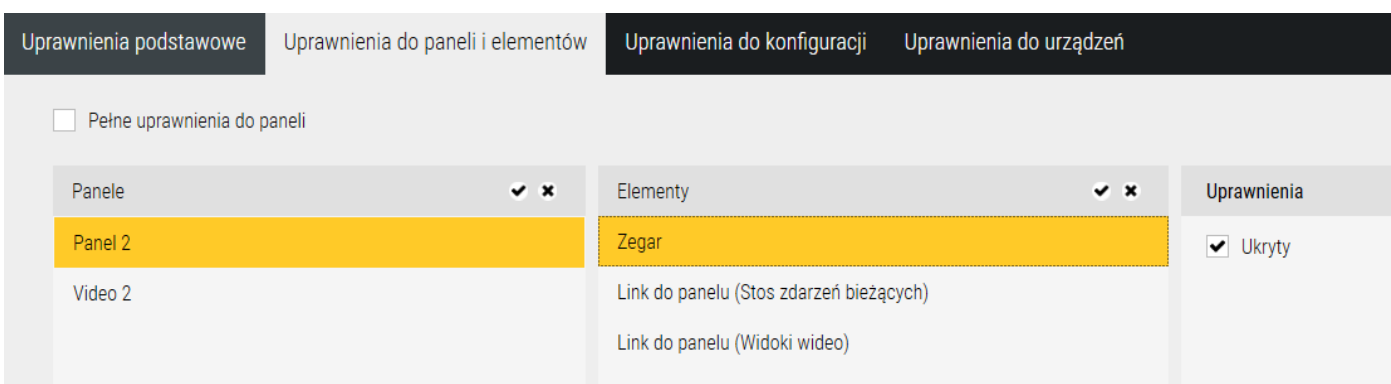 Uprawnienia podstawowe Uprawnienia do paneli i elementów Uprawnienia do konfiguracji Uprawnienia do urządzeń
Pełne uprawnienia do paneli
Panele Elementy Uprawnienia
Panel 2 Zegar Ukryty
Video 2 Link do panelu (Stos zdarzeń bieżących)
Link do panelu (Widoki wideo)